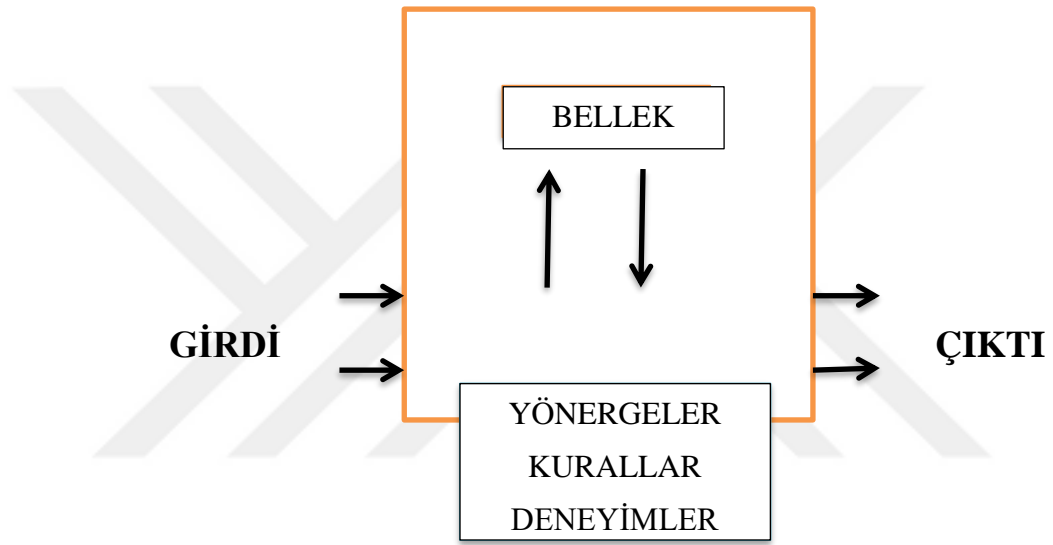 BELLEK
GİRDİ
ÇIKTI
YÖNERGELER
KURALLAR
DENEYİMLER